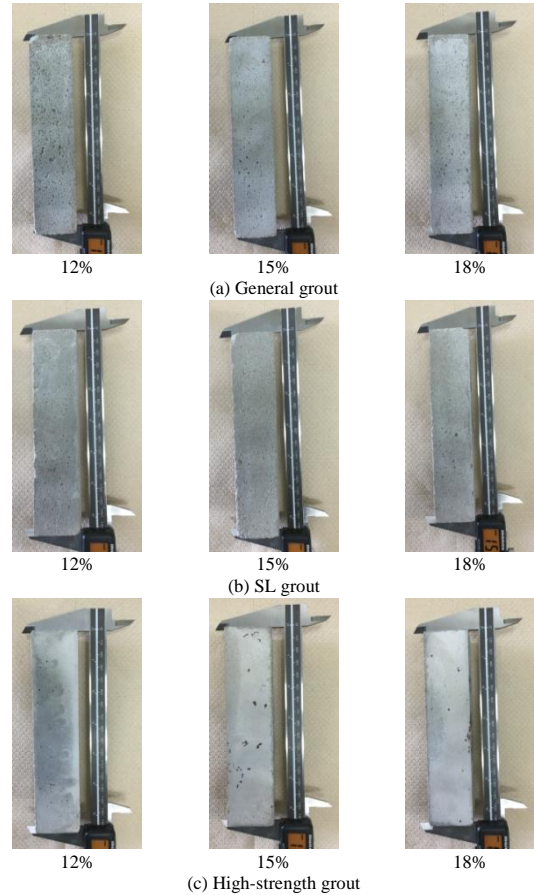 12% 15% 18%
(a) General grout
12% 15% 18%
(b) SL grout
12% 15% 18%
(c) High-strength grout